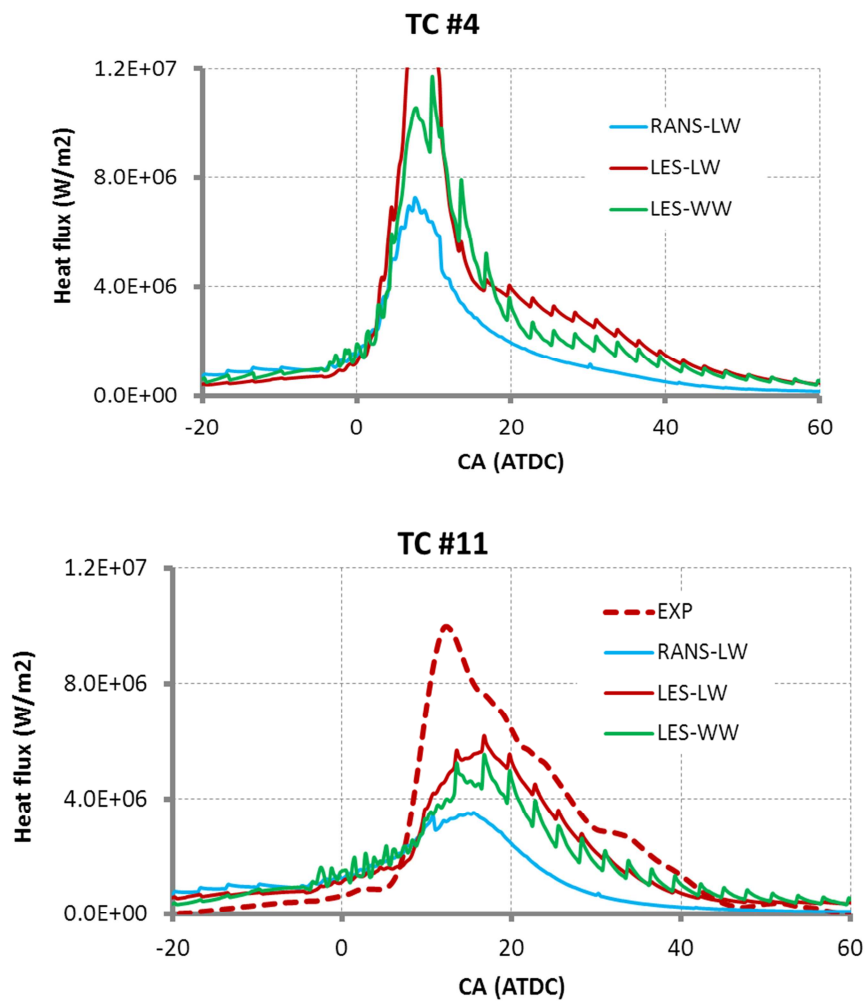 TC #4
1.2E+07
8.0E+06
4.0E+06
0.0E+00
Heat flux (W/m2)
RANS-LW
LES-LW
LES-WW
-20 0 20 40 60
CA (ATDC)
TC #11
1.2E+07
8.0E+06
4.0E+06
0.0E+00
Heat flux (W/m2)
EXP
RANS-LW
LES-LW
LES-WW
-20 0 20 40 60
CA (ATDC)